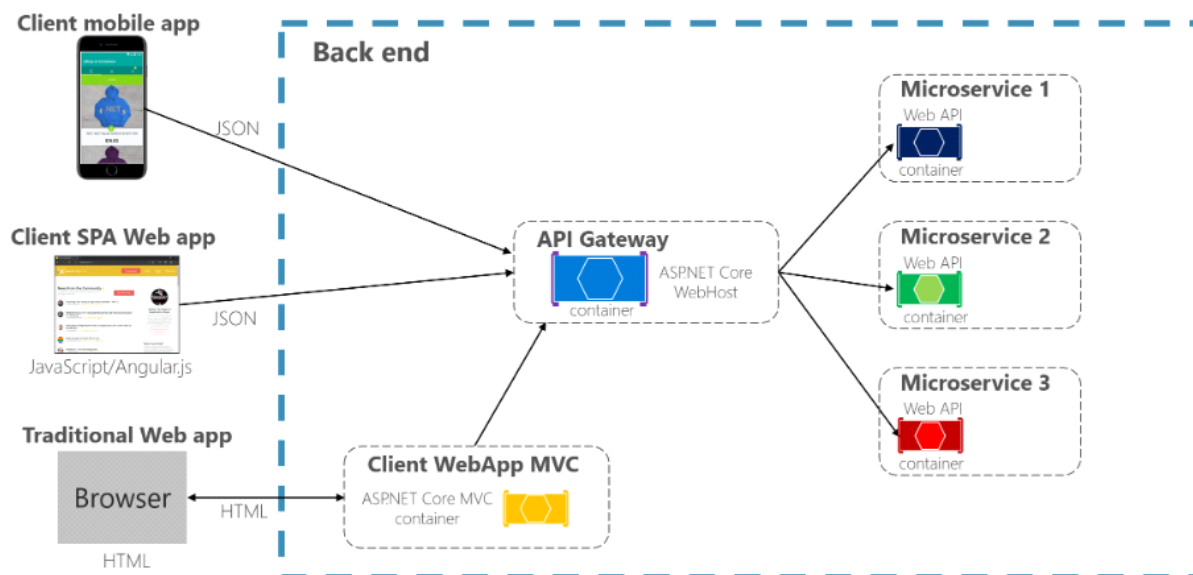 Client mobile app
Back end
JSON
Client SPA Web app
JSON
JavaScript/Angular.js
Traditional Web app
Browser
HTML
HTML
Client WebApp MVC
ASP.NET Core MVC
container
API Gateway
ASP.NET Core
WebHost
container
Microservice 1
Web API
container
Microservice 2
Web API
container
Microservice 3
Web API
container